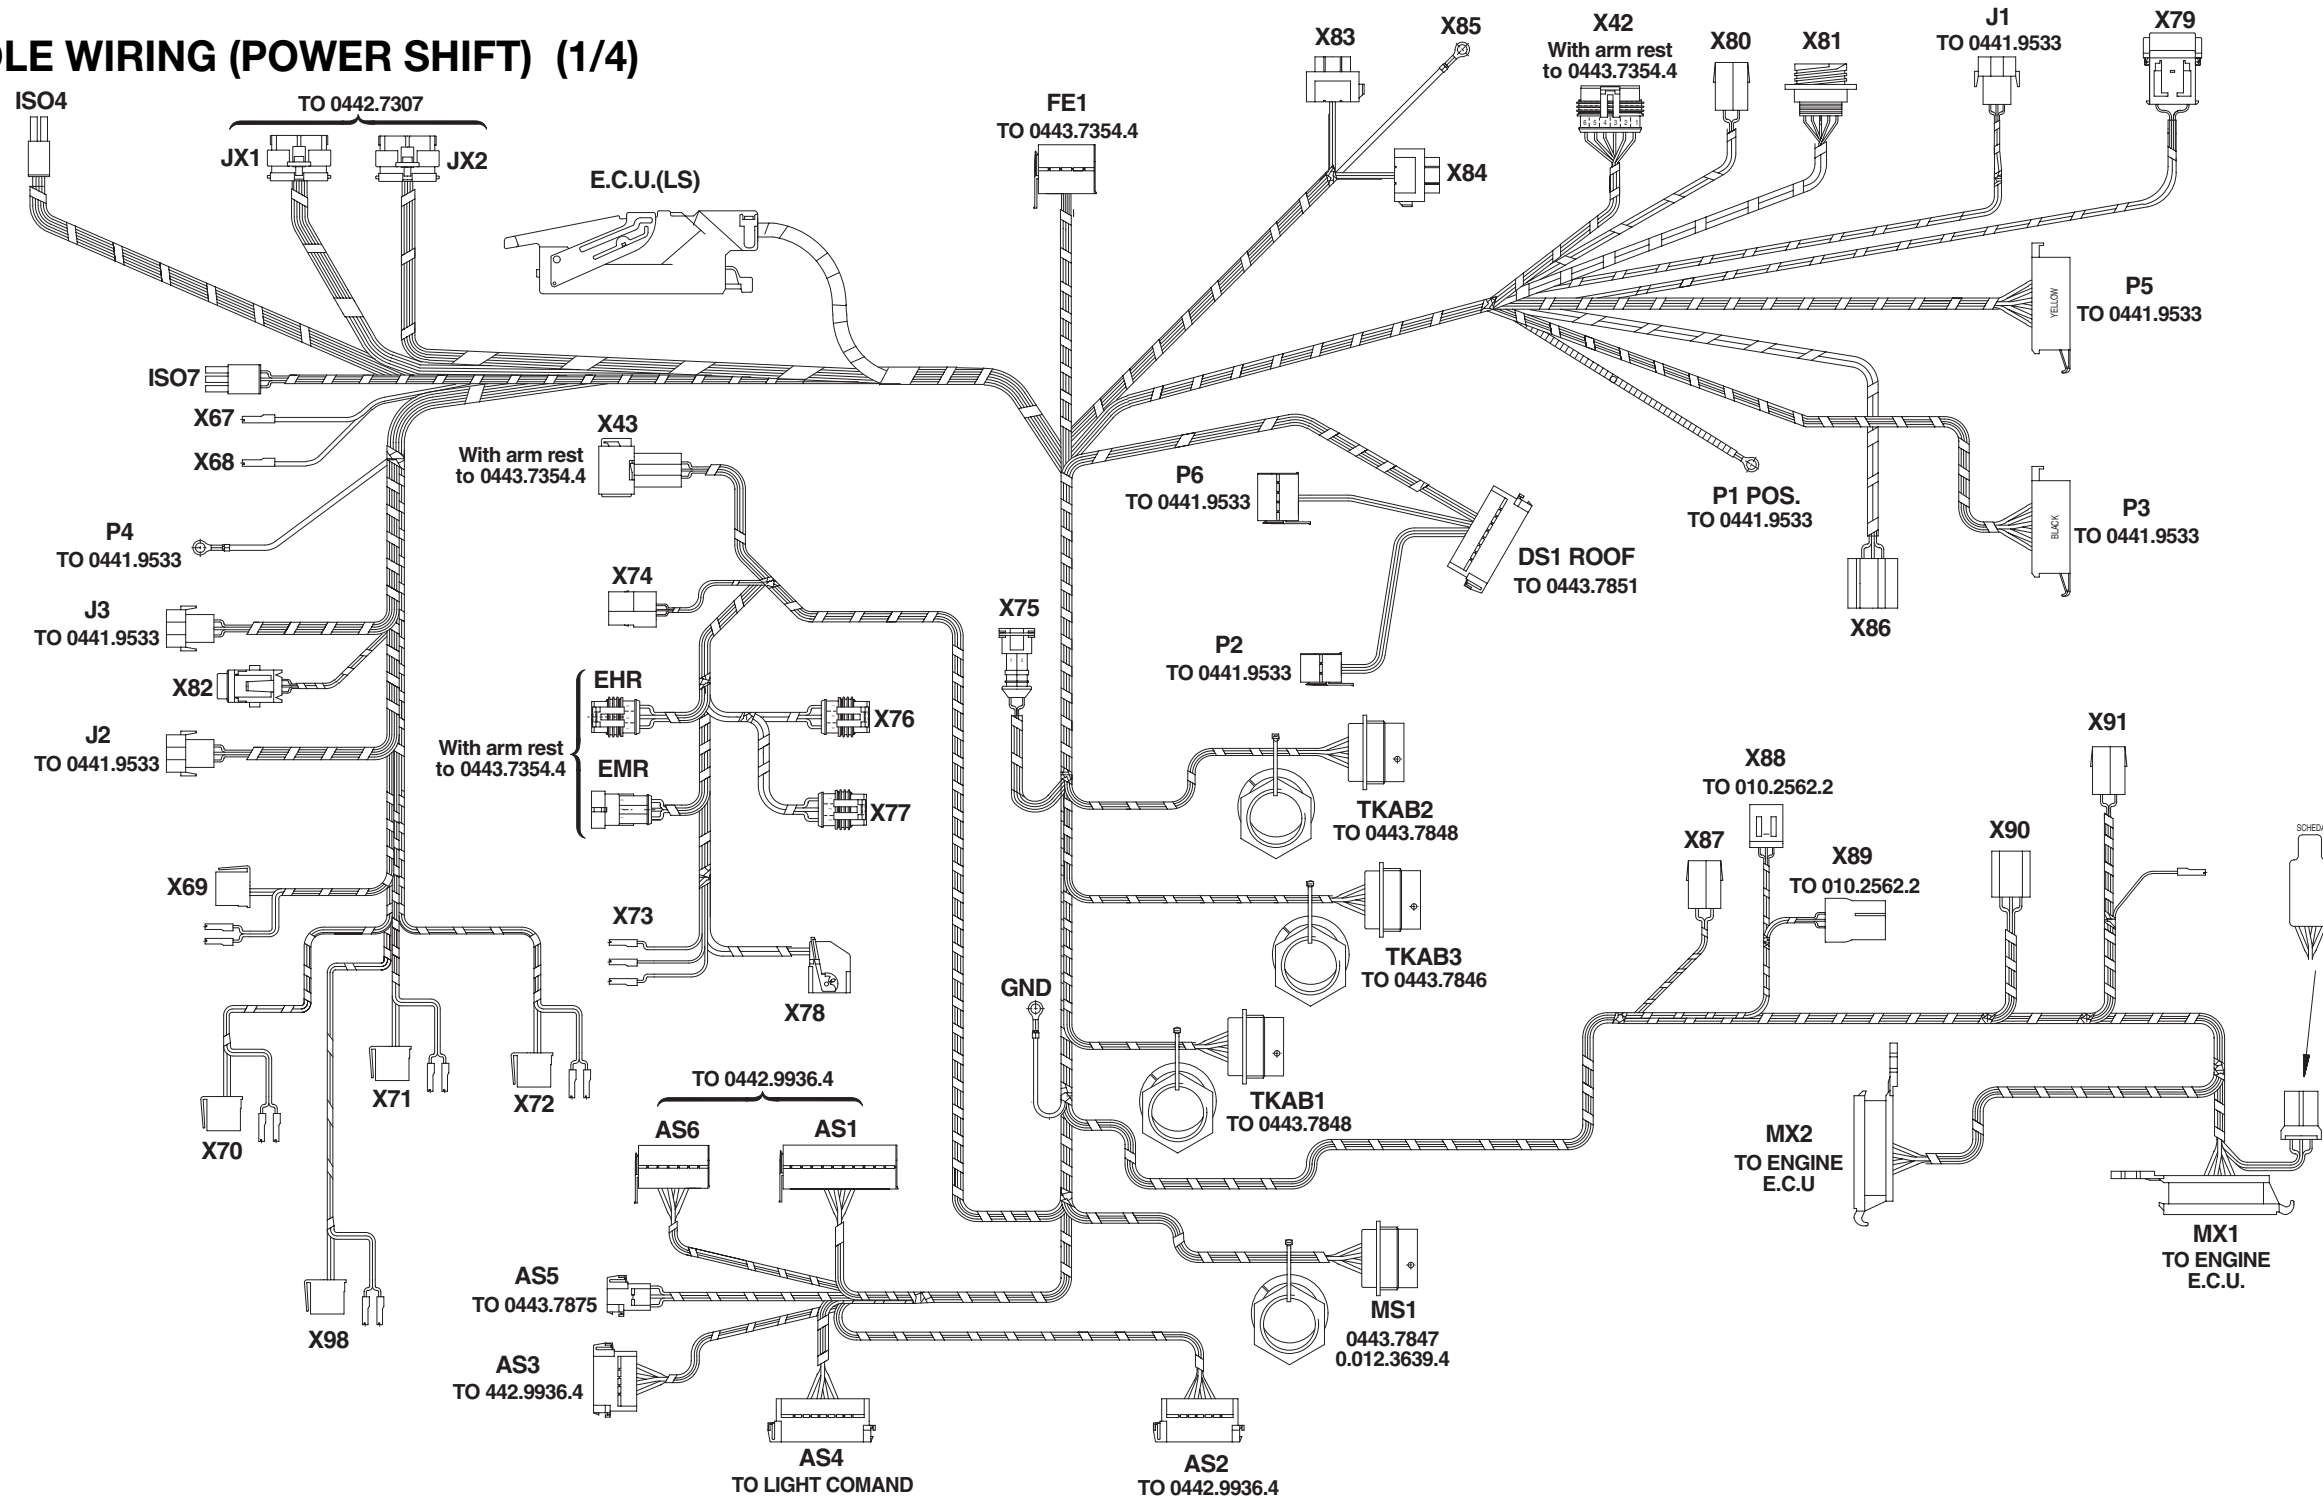 OLE WIRING (POWER SHIFT) (1/4)
ISO4
TO 0442.7307
JX1
JX2
E.C.U.(LS)
FE1
TO 0443.7354.4
X83
X85
X84
X42
With arm rest
to 0443.7354.4
6 5 4 3 2 1
X80
X81
J1
TO 0441.9533
X79
YELLOW
P5
TO 0441.9533
ISO7
X67
X68
X43
With arm rest
to 0443.7354.4
P4
TO 0441.9533
P6
TO 0441.9533
P1 POS.
TO 0441.9533
BLACK
P3
TO 0441.9533
DS1 ROOF
TO 0443.7851
X86
X74
J3
TO 0441.9533
X75
P2
TO 0441.9533
X82
EHR
X76
J2
TO 0441.9533
With arm rest
to 0443.7354.4
EMR
X77
TKAB2
TO 0443.7848
X88
TO 010.2562.2
X91
X87
X89
TO 010.2562.2
X90
SCHEDA
X69
X73
X78
TKAB3
TO 0443.7846
GND
X71
X72
X70
TO 0442.9936.4
AS6
AS1
TKAB1
TO 0443.7848
MX2
TO ENGINE
E.C.U
MX1
TO ENGINE
E.C.U.
AS5
TO 0443.7875
X98
MS1
0443.7847
0.012.3639.4
AS3
TO 442.9936.4
AS4
TO LIGHT COMAND
AS2
TO 0442.9936.4